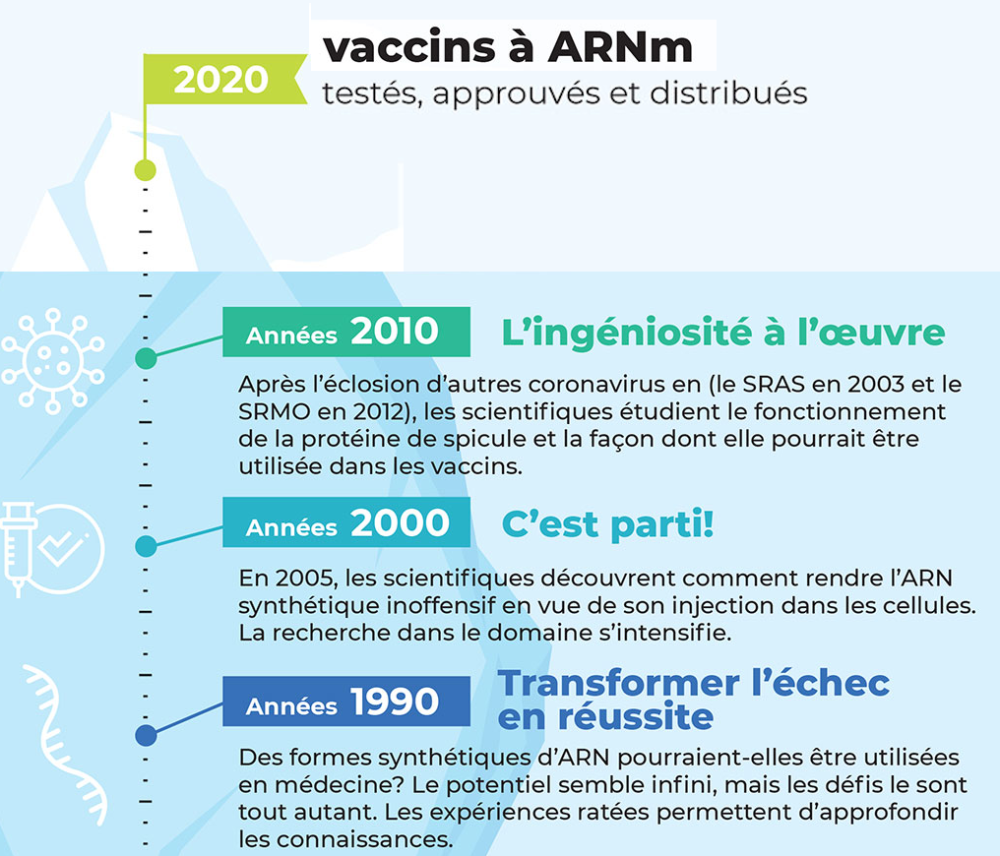 vaccins à ARNm
2020
testés, approuvés et distribués
Années 2010
L'ingéniosité à l'œuvre
Après l'éclosion d'autres coronavirus en (le SRAS en 2003 et le
SRMO en 2012), les scientifiques étudient le fonctionnement
de la protéine de spicule et la façon dont elle pourrait être
utilisée dans les vaccins.
Années 2000
C'est parti!
En 2005, les scientifiques découvrent comment rendre l'ARN
synthétique inoffensif en vue de son injection dans les cellules.
La recherche dans le domaine s'intensifie.
Années 1990
Transformer l'échec
en réussite
Des formes synthétiques d'ARN pourraient-elles être utilisées
en médecine? Le potentiel semble infini, mais les défis le sont
tout autant. Les expériences ratées permettent d'approfondir
les connaissances.